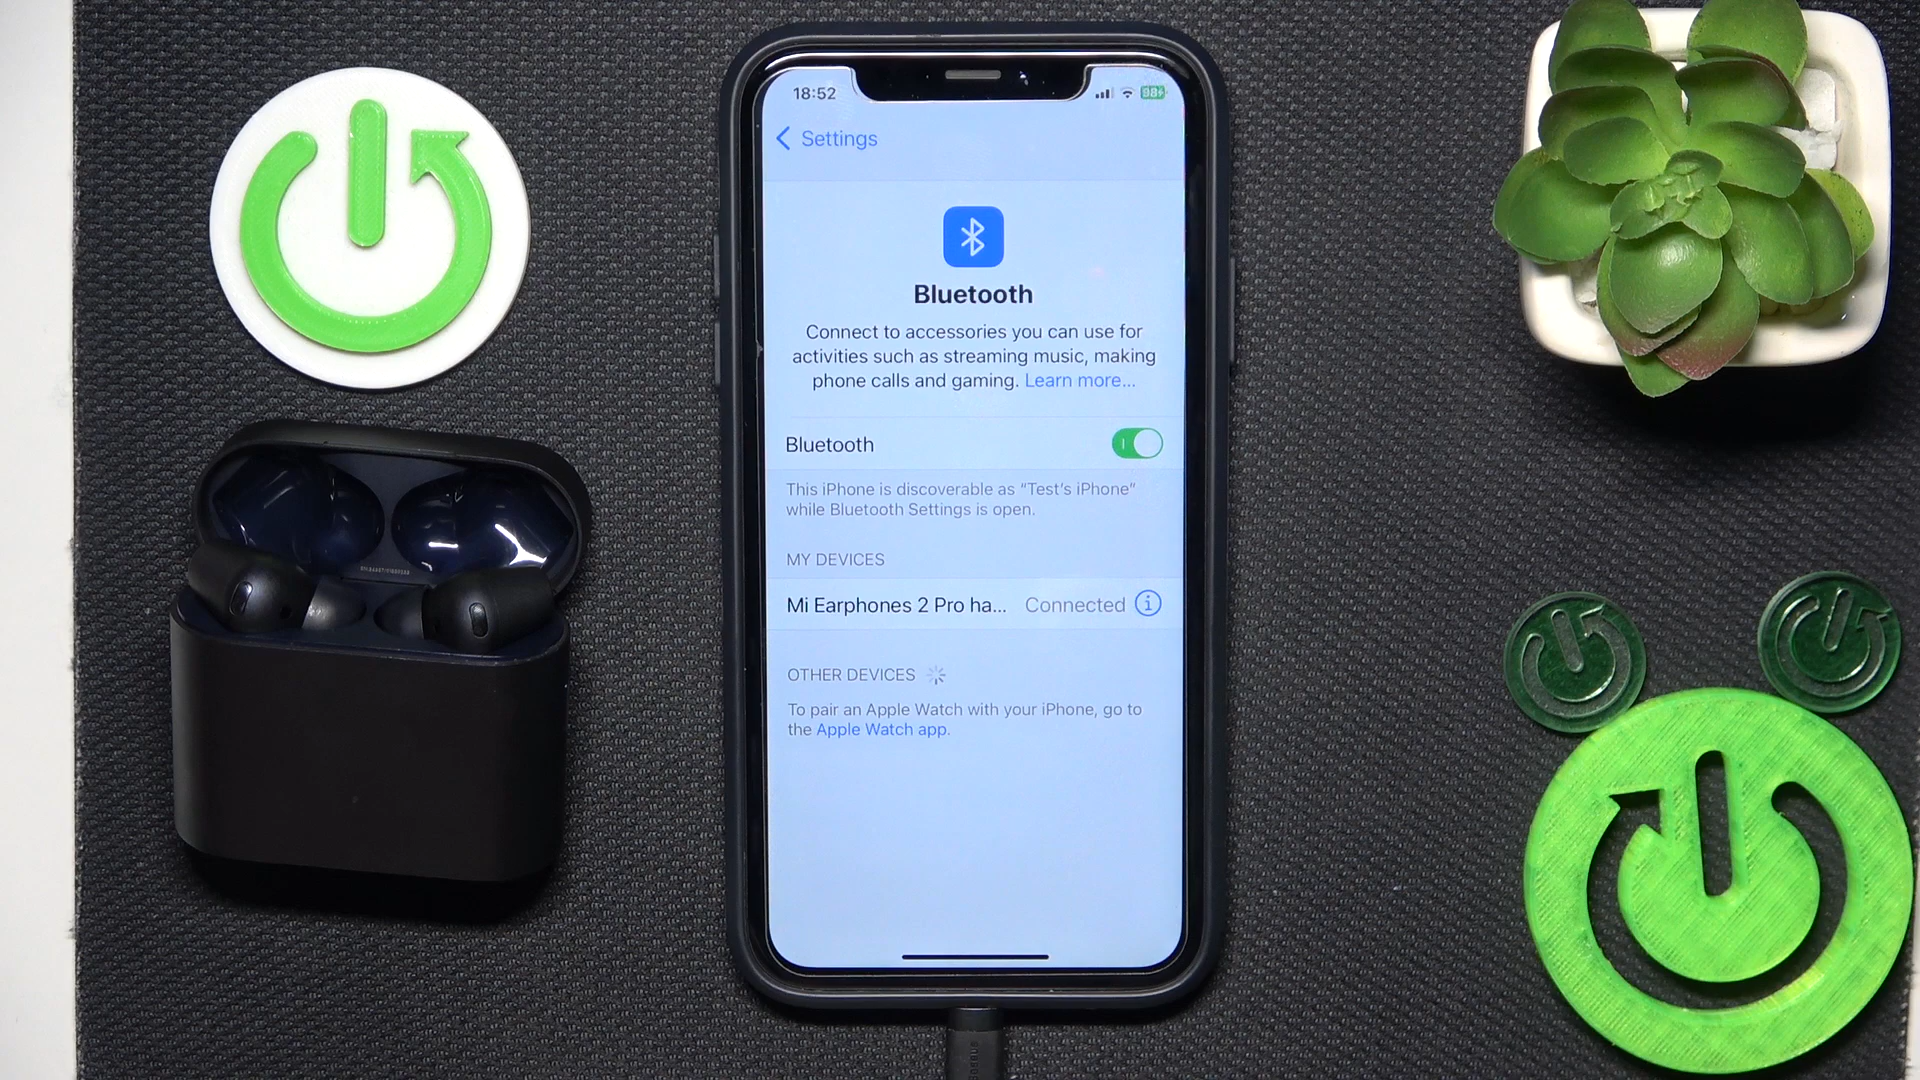 18:52
98
Settings
Bluetooth
Connect to accessories you can use for
activities such as streaming music, making
phone calls and gaming. Learn more...
Bluetooth
This iPhone is discoverable as “Test’s iPhone”
while Bluetooth Settings is open.
MY DEVICES
Mi Earphones 2 Pro ha... Connected
OTHER DEVICES
To pair an Apple Watch with your iPhone, go to
the Apple Watch app.